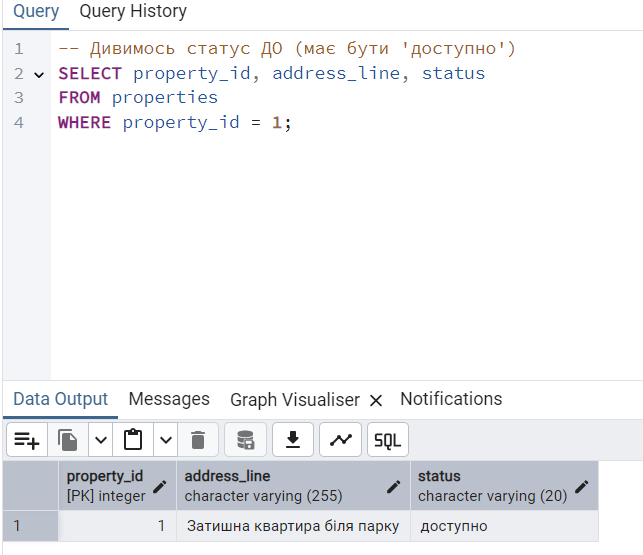 Query Query History
1 -- Дивимось статус ДО (має бути 'доступно')
2 SELECT property_id, address_line, status
3 FROM properties
4 WHERE property_id = 1;
Data Output Messages Graph Visualiser Notifications
SQL
property_id address_line status
[PK] integer character varying (255) character varying (20)
1 1 Затишна квартира біля парку доступно